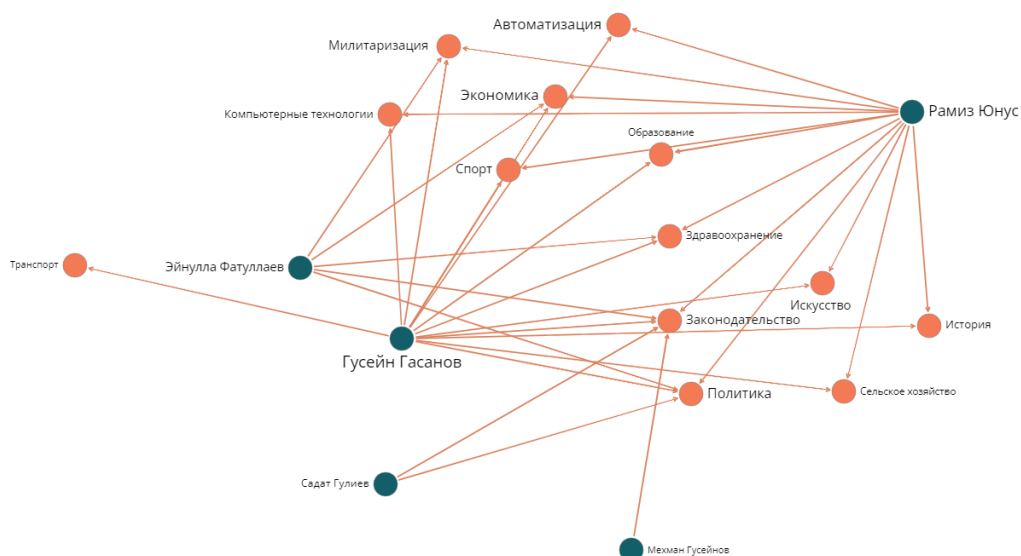 Автоматизация
Милитаризация
Экономика
Рамиз Юнус
Компьютерные технологии
Образование
Спорт
Здравоохранение
Транспорт
Эйнулла Фатуллаев
Искусство
Законодательство
История
Гусейн Гасанов
Политика
Сельское хозяйство
Садат Гулиев
Мехман Гусейнов